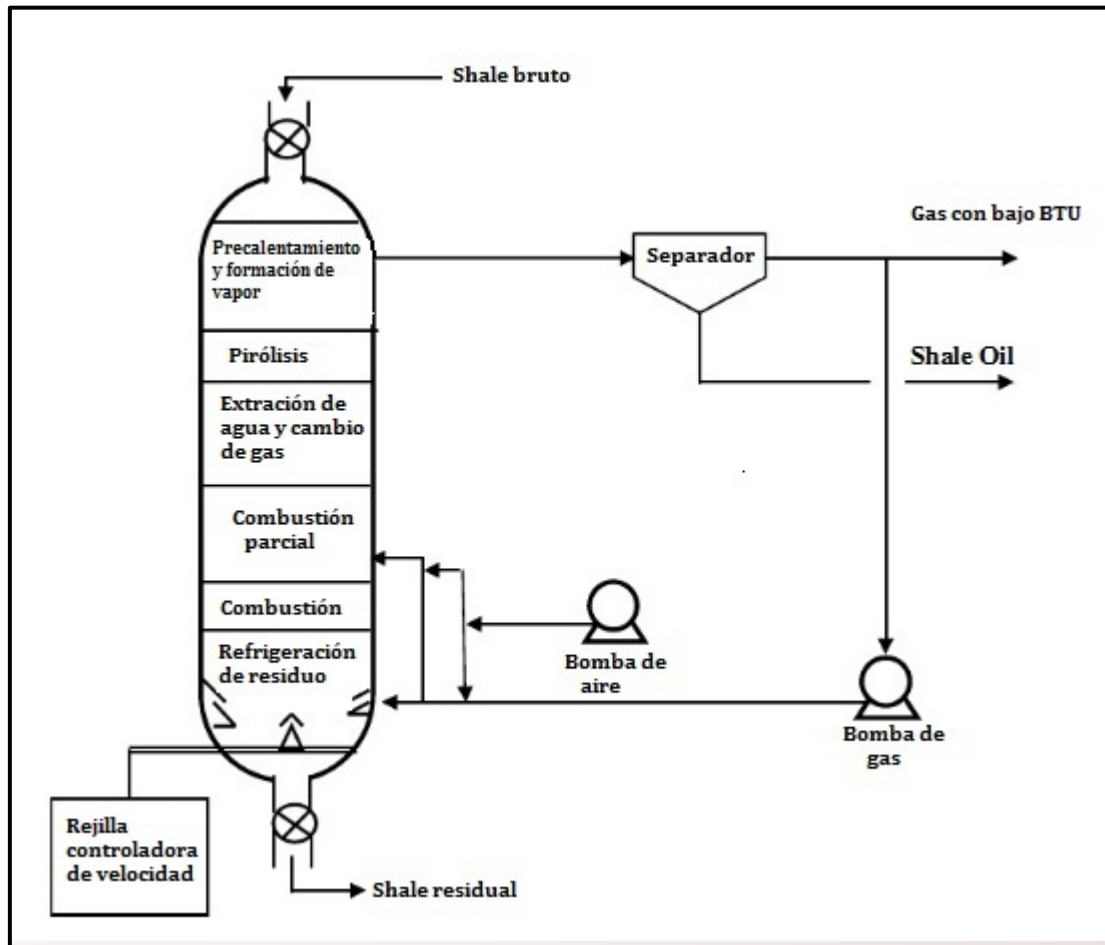 Shale bruto
Gas con bajo BTU
Precalentamiento
y formación de
vapor
Separador
Pirólisis
Shale Oil
Extración de
agua y cambio
de gas
Combustión
parcial
Combustión
Refrigeración
de residuo
Bomba de
aire
Bomba de
gas
Rejilla
controladora
de velocidad
Shale residual